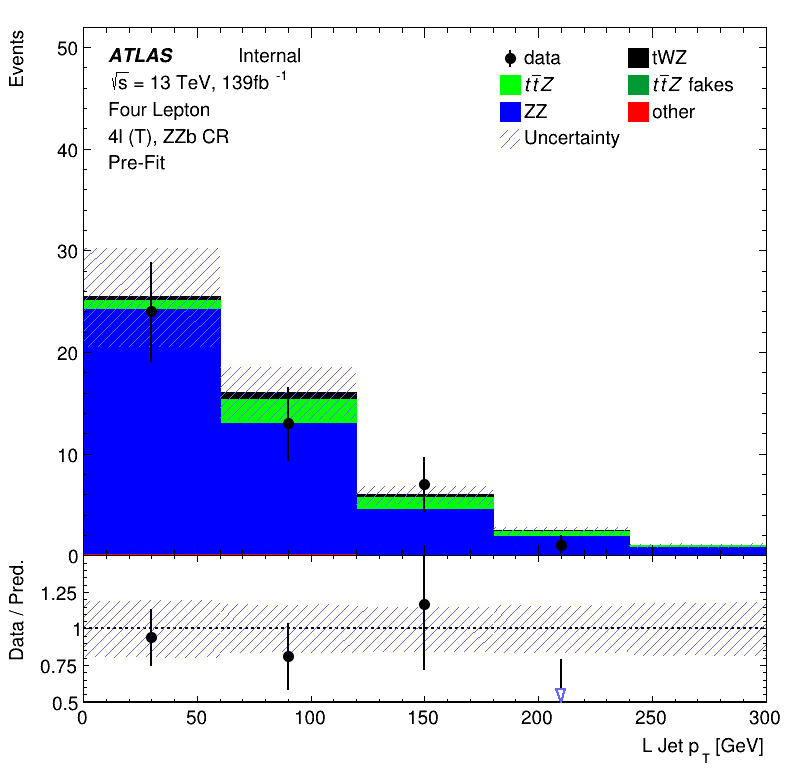 Events
50
40
30
20
10
0
ATLAS Internal
√s = 13 TeV, 139fb⁻¹
Four Lepton
4l (T), ZZb CR
Pre-Fit
data
tWZ
tt̄Z
tt̄Z fakes
ZZ
other
Uncertainty
Data / Pred.
1.25
1
0.75
0.5
0 50 100 150 200 250 300
L Jet p_T [GeV]